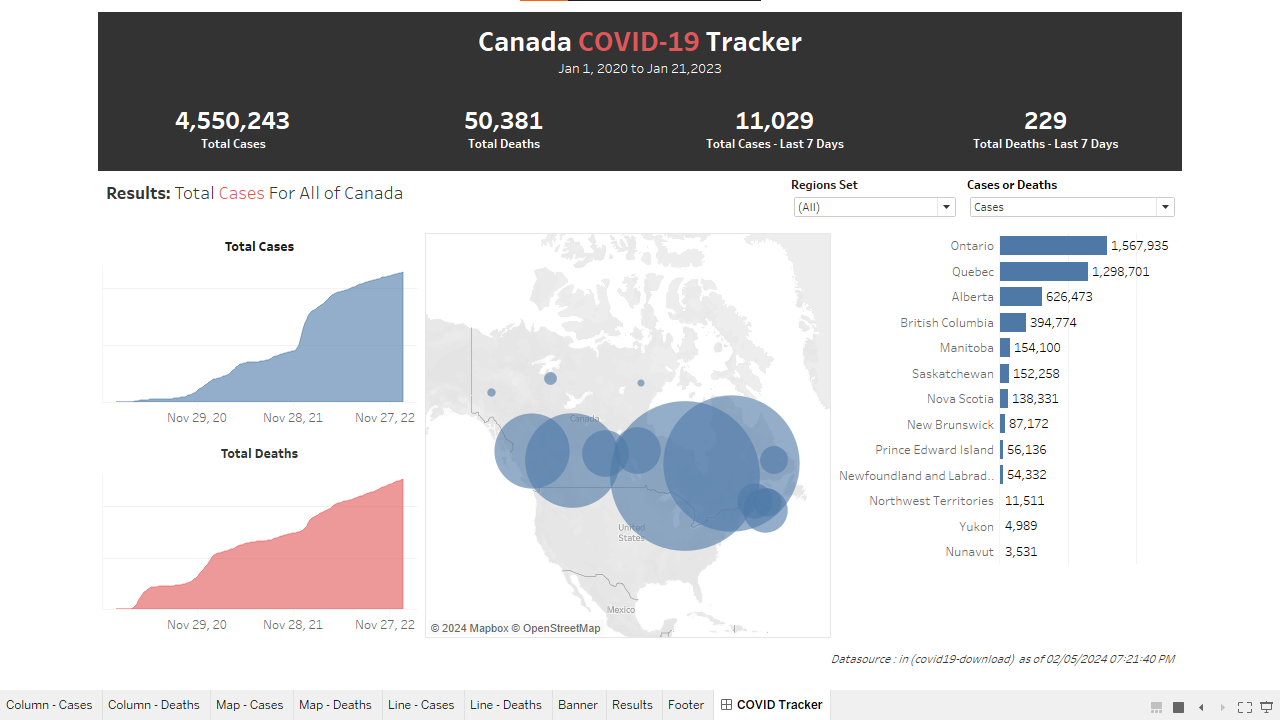 Canada COVID-19 Tracker
Jan 1, 2020 to Jan 21,2023
4,550,243
Total Cases
50,381
Total Deaths
11,029
Total Cases - Last 7 Days
229
Total Deaths - Last 7 Days
Results: Total Cases For All of Canada
Regions Set
(All)
Cases or Deaths
Cases
Total Cases
Nov 29, 20
Nov 28, 21
Nov 27, 22
Total Deaths
Nov 29, 20
Nov 28, 21
Nov 27, 22
Canada
United
States
Mexico
© 2024 Mapbox © OpenStreetMap
Ontario 1,567,935
Quebec 1,298,701
Alberta 626,473
British Columbia 394,774
Manitoba 154,100
Saskatchewan 152,258
Nova Scotia 138,331
New Brunswick 87,172
Prince Edward Island 56,136
Newfoundland and Labrad.. 54,332
Northwest Territories 11,511
Yukon 4,989
Nunavut 3,531
Datasource : in (covid19-download) as of 02/05/2024 07:21:40 PM
Column - Cases
Column - Deaths
Map - Cases
Map - Deaths
Line - Cases
Line - Deaths
Banner
Results
Footer
COVID Tracker